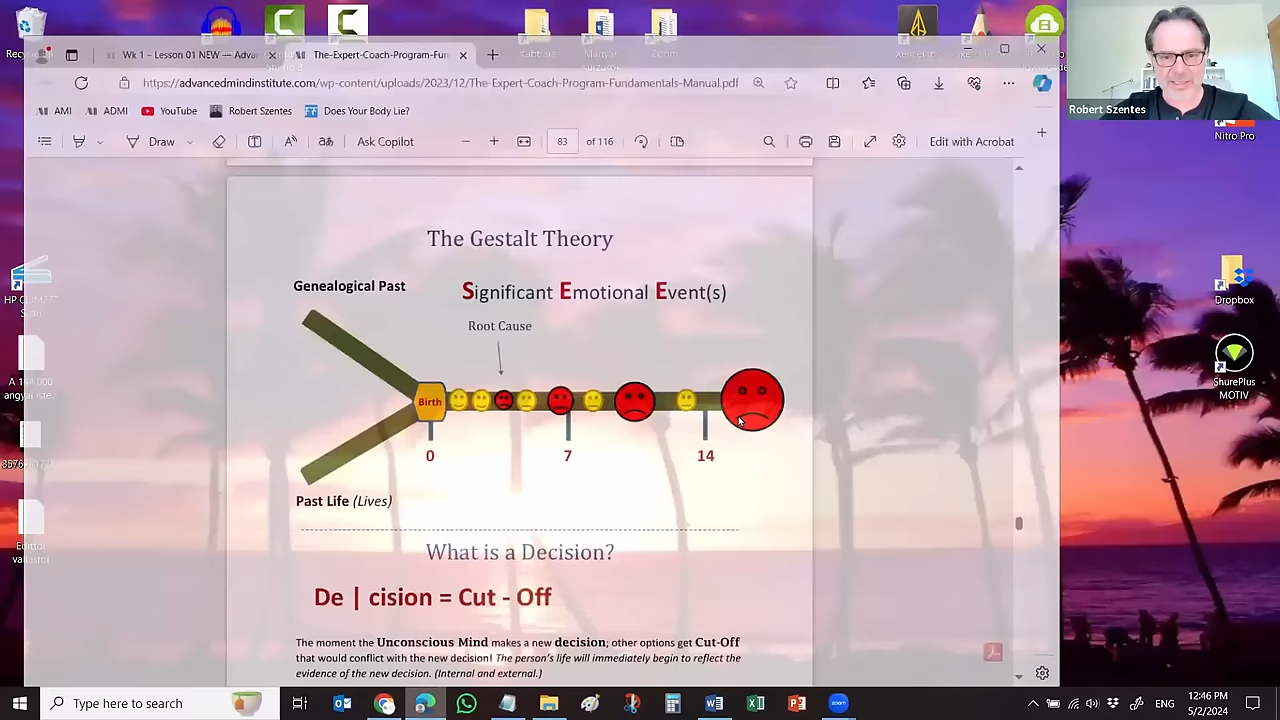 Wk 1 – Lesson 01 NBW — Adva
The-Expert-Coach-Program-Fun
https://advancedmindinstitute.com/wp-content/uploads/2023/12/The-Expert-Coach-Program-Fundamentals-Manual.pdf
AMI
ADMI
YouTube
Robert Szentes
Does Your Body Lie?
Draw
Ask Copilot
83
of 116
Edit with Acrobat
Robert Szentes
Nitro Pro
Dropbox
ShurePlus
MOTIV
The Gestalt Theory
Genealogical Past
Significant Emotional Event(s)
Root Cause
Birth
0
7
14
Past Life (Lives)
What is a Decision?
De | cision = Cut - Off
The moment the Unconscious Mind makes a new decision; other options get Cut-Off
that would conflict with the new decision! The person's life will immediately begin to reflect the
evidence of the new decision. (Internal and external.)
Type here to search
12:46 PM
5/2/2024